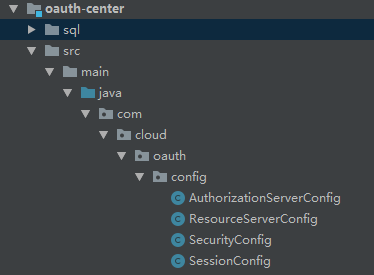 oauth-center
sql
src
main
java
com
cloud
oauth
config
AuthorizationServerConfig
ResourceServerConfig
SecurityConfig
SessionConfig